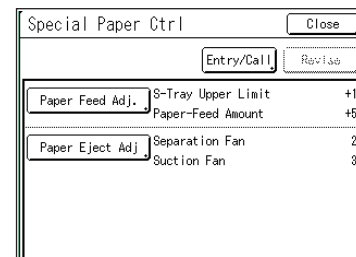 Special Paper Ctrl Close
Entry/Call Revise
Paper Feed Adj. S-Tray Upper Limit +1
Paper-Feed Amount +5
Paper Eject Adj Separation Fan 2
Suction Fan 3